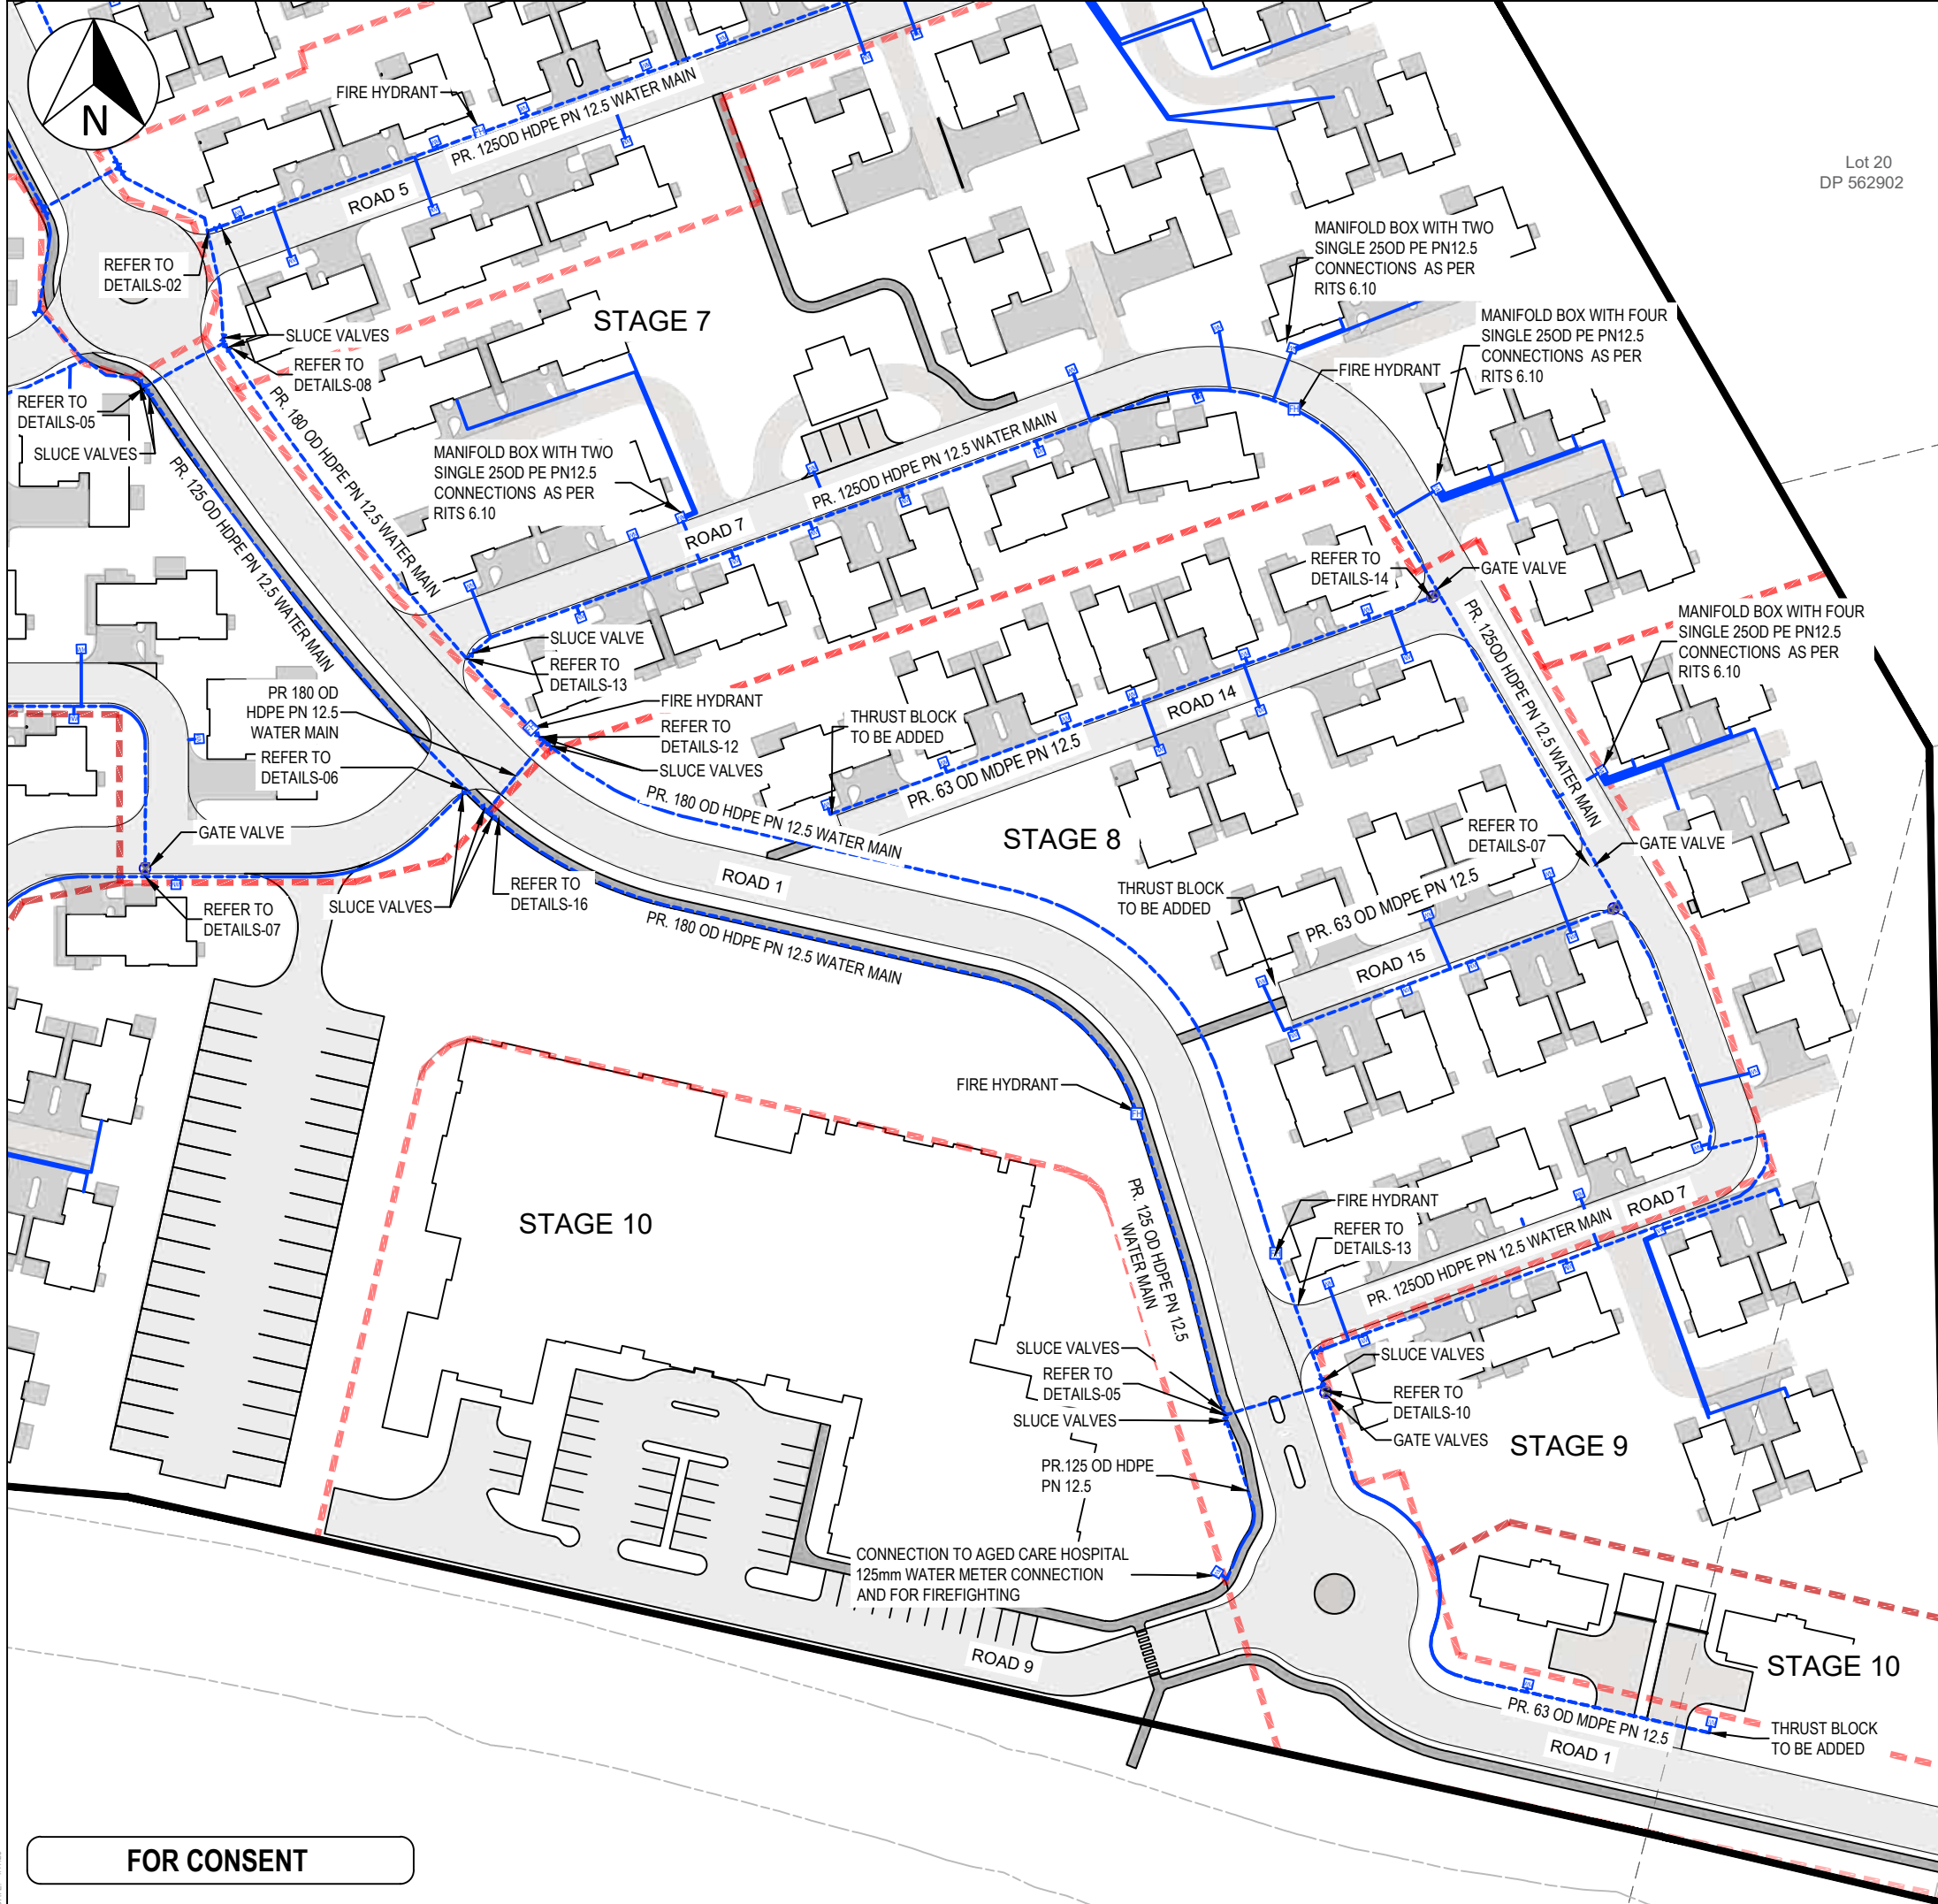 N
FIRE HYDRANT
PR. 125OD HDPE PN 12.5 WATER MAIN
ROAD 5
Lot 20
DP 562902
REFER TO
DETAILS-02
SLUCE VALVES
REFER TO
DETAILS-08
STAGE 7
MANIFOLD BOX WITH TWO
SINGLE 25OD PE PN12.5
CONNECTIONS AS PER
RITS 6.10
MANIFOLD BOX WITH FOUR
SINGLE 25OD PE PN12.5
CONNECTIONS AS PER
RITS 6.10
FIRE HYDRANT
REFER TO
DETAILS-05
SLUCE VALVES
PR. 180 OD HDPE PN 12.5 WATER MAIN
PR. 125 OD HDPE PN 12.5 WATER MAIN
MANIFOLD BOX WITH TWO
SINGLE 25OD PE PN12.5
CONNECTIONS AS PER
RITS 6.10
PR. 125OD HDPE PN 12.5 WATER MAIN
ROAD 7
REFER TO
DETAILS-14
GATE VALVE
PR. 125OD HDPE PN 12.5 WATER MAIN
MANIFOLD BOX WITH FOUR
SINGLE 25OD PE PN12.5
CONNECTIONS AS PER
RITS 6.10
SLUCE VALVE
REFER TO
DETAILS-13
FIRE HYDRANT
REFER TO
DETAILS-12
SLUCE VALVES
PR 180 OD
HDPE PN 12.5
WATER MAIN
REFER TO
DETAILS-06
GATE VALVE
REFER TO
DETAILS-07
SLUCE VALVES
REFER TO
DETAILS-16
THRUST BLOCK
TO BE ADDED
ROAD 14
PR. 63 OD MDPE PN 12.5
PR. 180 OD HDPE PN 12.5 WATER MAIN
STAGE 8
ROAD 1
PR. 180 OD HDPE PN 12.5 WATER MAIN
REFER TO
DETAILS-07
GATE VALVE
THRUST BLOCK
TO BE ADDED
PR. 63 OD MDPE PN 12.5
ROAD 15
FIRE HYDRANT
FH
STAGE 10
PR. 125 OD HDPE PN 12.5
WATER MAIN
FIRE HYDRANT
REFER TO
DETAILS-13
ROAD 7
PR. 125OD HDPE PN 12.5 WATER MAIN
SLUCE VALVES
REFER TO
DETAILS-05
SLUCE VALVES
SLUCE VALVES
REFER TO
DETAILS-10
GATE VALVES
STAGE 9
PR.125 OD HDPE
PN 12.5
CONNECTION TO AGED CARE HOSPITAL
125mm WATER METER CONNECTION
AND FOR FIREFIGHTING
ROAD 9
STAGE 10
PR. 63 OD MDPE PN 12.5
ROAD 1
THRUST BLOCK
TO BE ADDED
FOR CONSENT